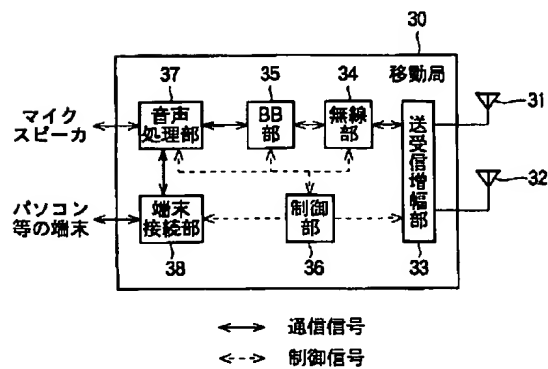 30
移動局
37
35
34
31
マイク
スピーカ
音声
処理部
BB
部
無線
部
送受信増幅部
32
パソコン
等の端末
端末
接続部
制御
部
38
36
33
通信信号
制御信号